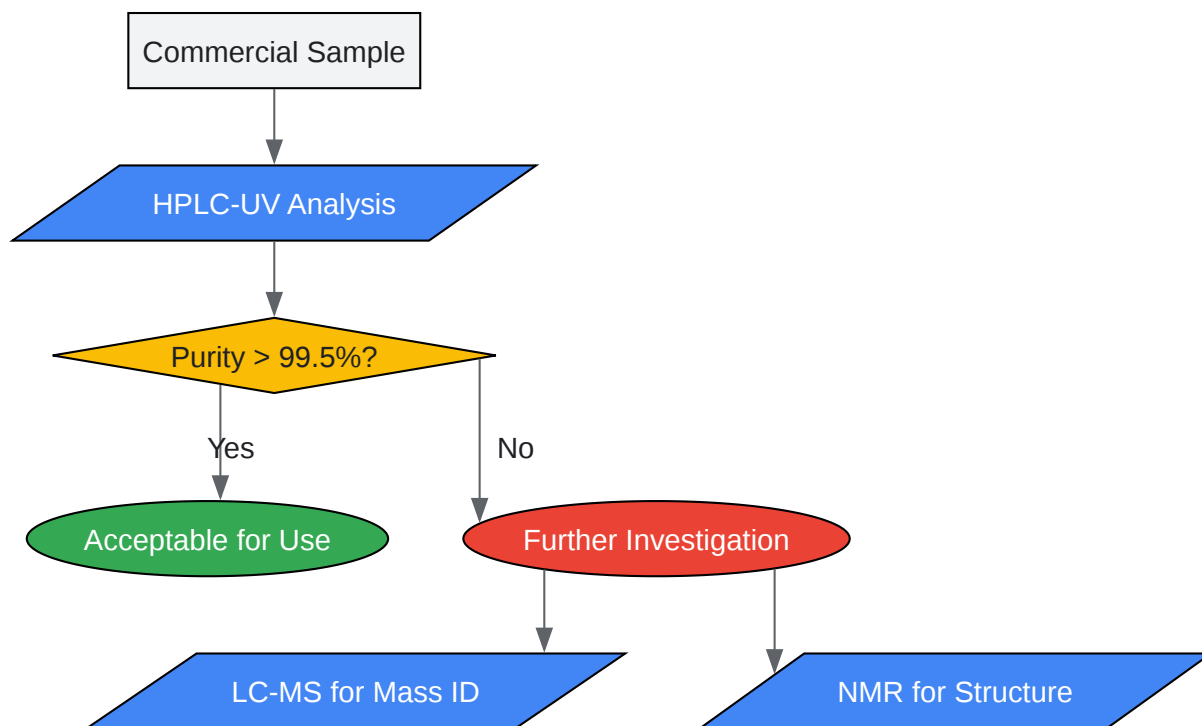 Commercial Sample
HPLC-UV Analysis
Purity > 99.5%?
Yes
No
Acceptable for Use
Further Investigation
LC-MS for Mass ID
NMR for Structure